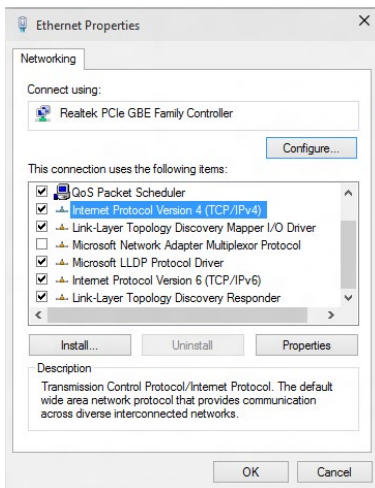 Ethernet Properties
Networking
Connect using:
Realtek PCIe GBE Family Controller
Configure...
This connection uses the following items:
QoS Packet Scheduler
Internet Protocol Version 4 (TCP/IPv4)
Link-Layer Topology Discovery Mapper I/O Driver
Microsoft Network Adapter Multiplexor Protocol
Microsoft LLDP Protocol Driver
Internet Protocol Version 6 (TCP/IPv6)
Link-Layer Topology Discovery Responder
Install... Uninstall Properties
Description
Transmission Control Protocol/Internet Protocol. The default
wide area network protocol that provides communication
across diverse interconnected networks.
OK Cancel